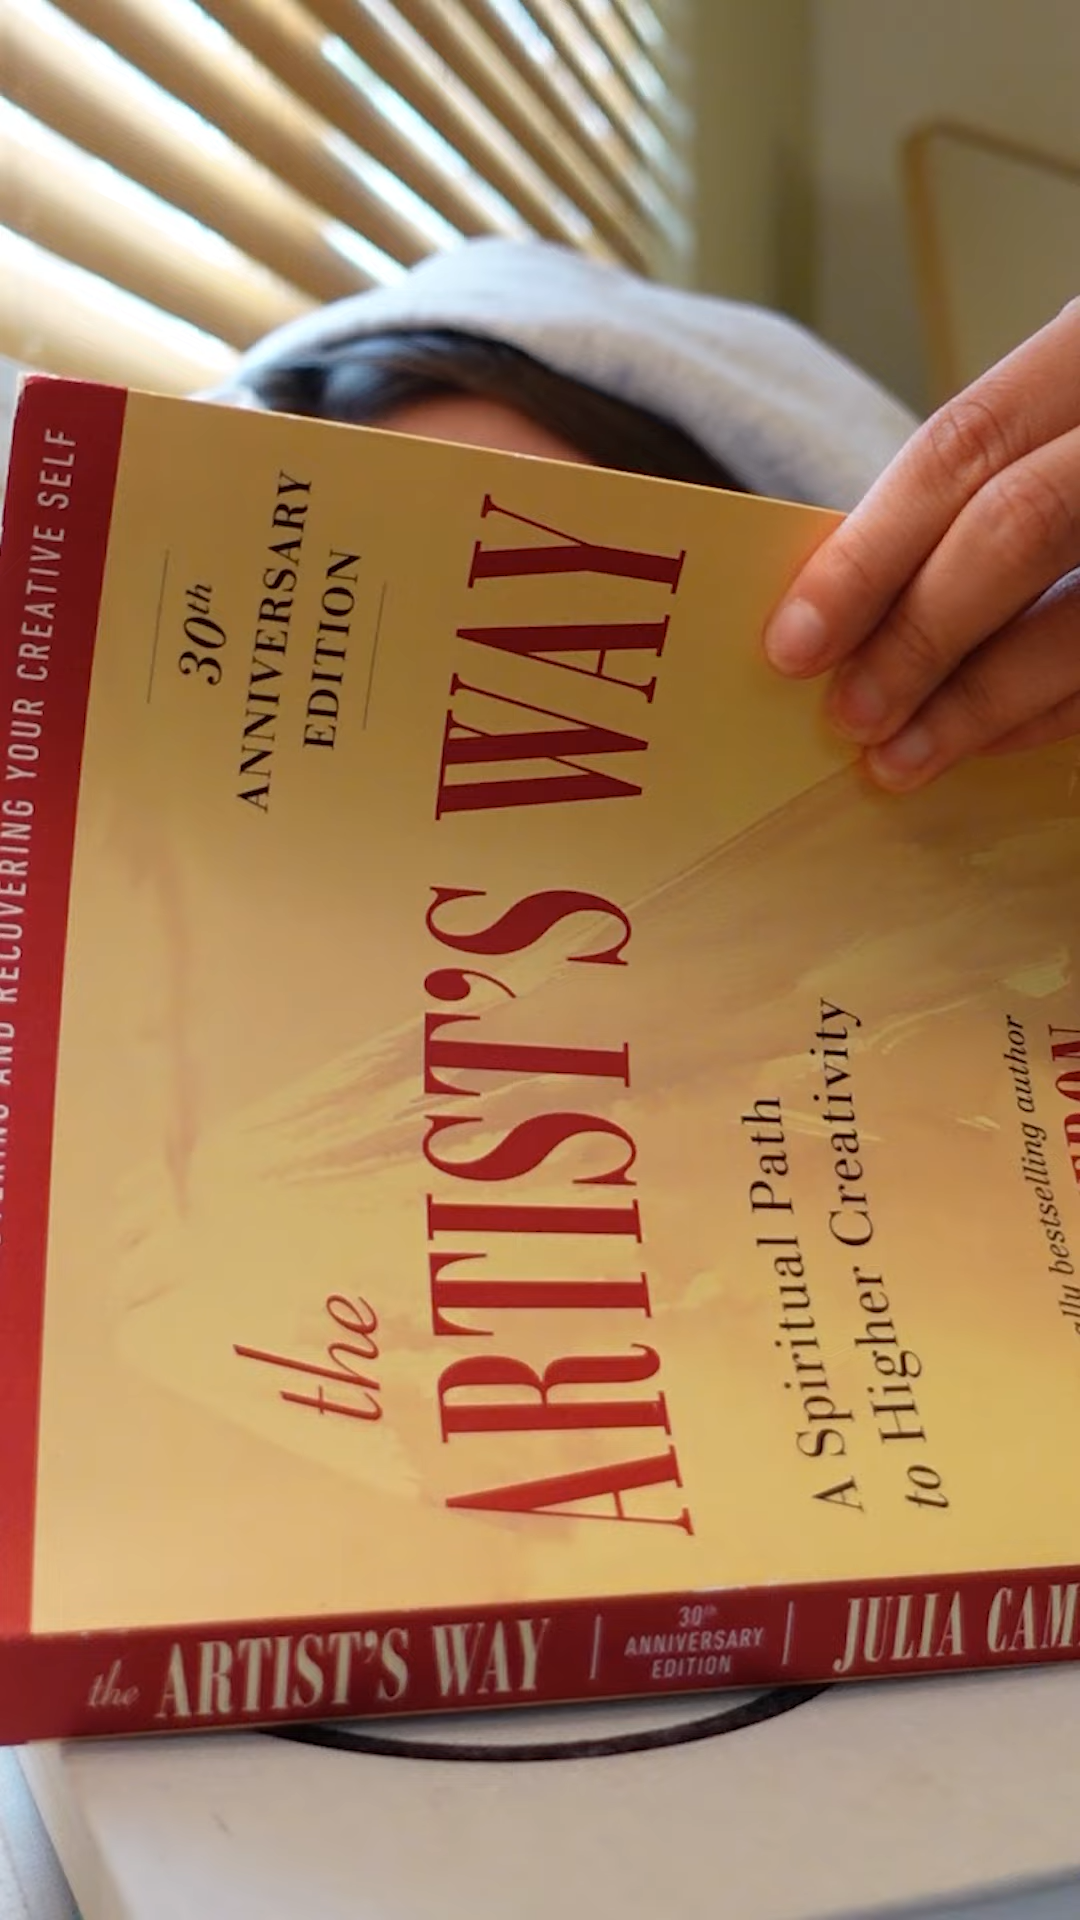 AND RECOVERING YOUR CREATIVE SELF
30th
ANNIVERSARY
EDITION
the
ARTIST'S WAY
A Spiritual Path
to Higher Creativity
bestselling author
the ARTIST'S WAY
30th
ANNIVERSARY
EDITION
JULIA